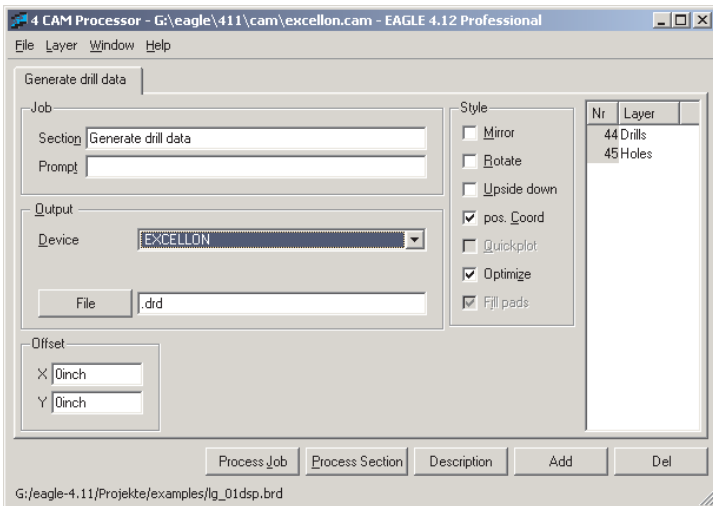 4 CAM Processor - G:\eagle\411\cam\excellon.cam - EAGLE 4.12 Professional
File Layer Window Help
Generate drill data
Job
Section Generate drill data
Prompt
Output
Device EXCELLON
File .drd
Offset
X 0inch
Y 0inch
Style
Mirror
Rotate
Upside down
pos. Coord
Quickplot
Optimize
Fill pads
Nr Layer
44 Drills
45 Holes
Process Job Process Section Description Add Del
G:/eagle-4.11/Projekte/examples/lg_01dsp.brd